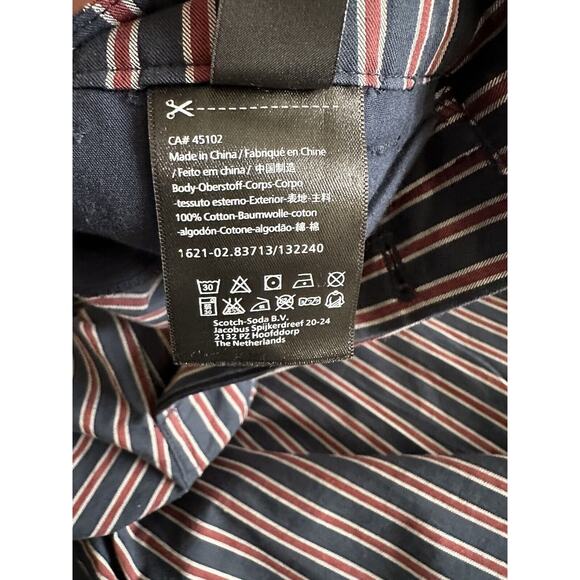 CA# 45102
Made in China / Fabriqué en Chine
/ Feito em china / 中国制造
Body-Oberstoff-Corps-Corpo
-tessuto esterno-Exterior-表地-主料
100% Cotton-Baumwolle-coton
-algodón-Cotone-algodão-綿-棉
1621-02.83713/132240
30
Scotch-Soda B.V.
Jacobus Spijkerdreef 20-24
2132 PZ Hoofddorp
The Netherlands